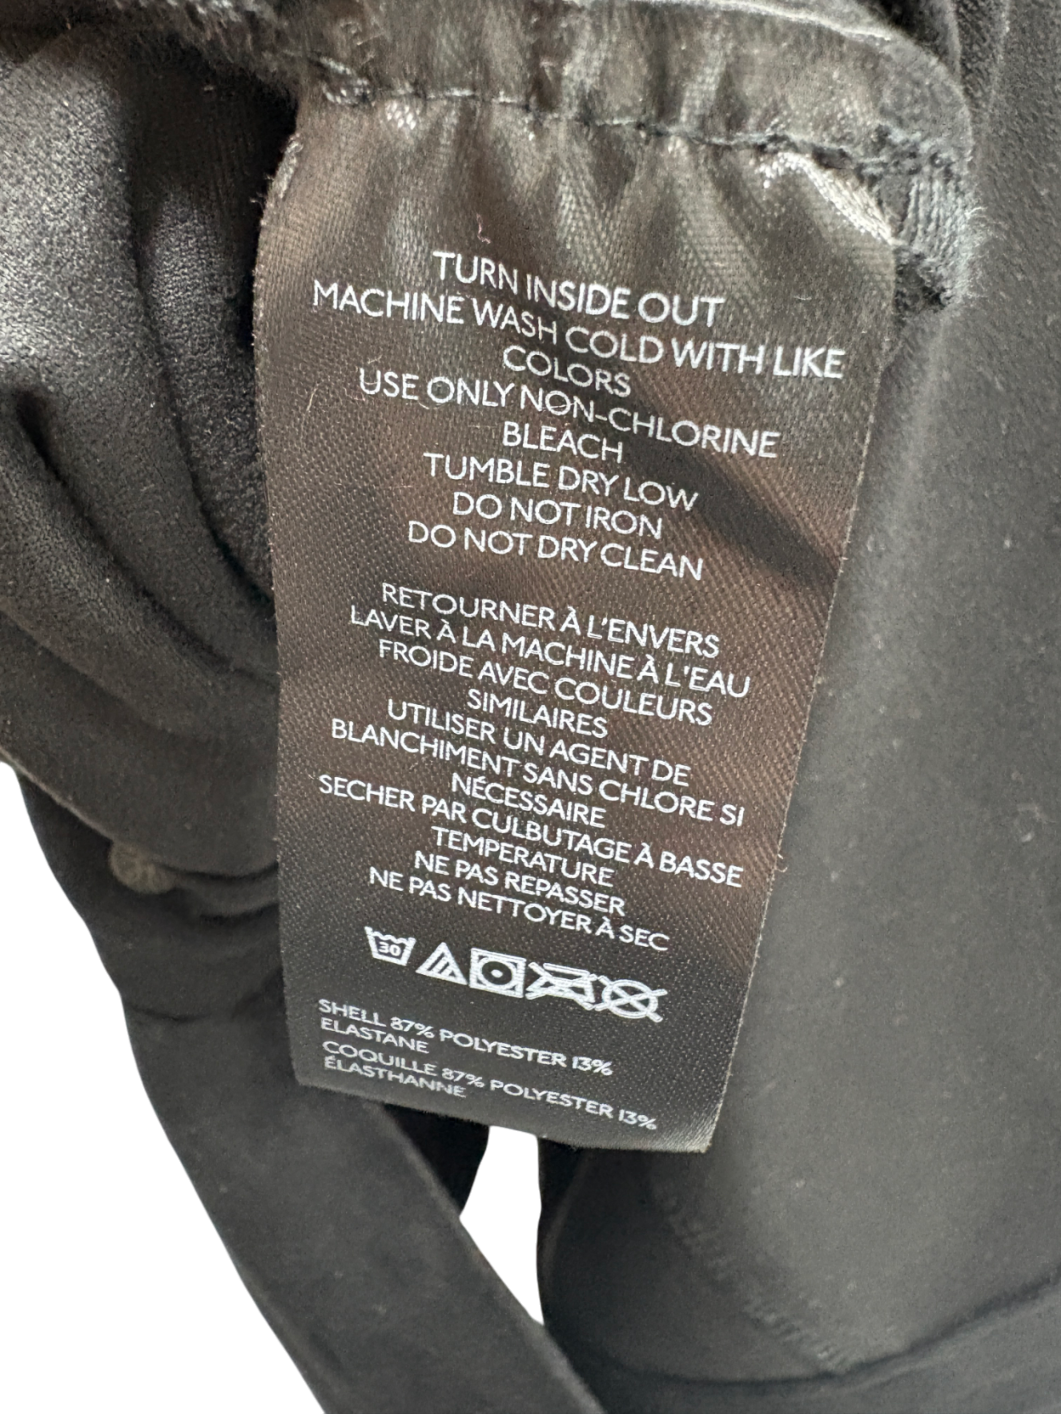 TURN INSIDE OUT
MACHINE WASH COLD WITH LIKE
COLORS
USE ONLY NON-CHLORINE
BLEACH
TUMBLE DRY LOW
DO NOT IRON
DO NOT DRY CLEAN
RETOURNER À L'ENVERS
LAVER À LA MACHINE À L'EAU
FROIDE AVEC COULEURS
SIMILAIRES
UTILISER UN AGENT DE
BLANCHIMENT SANS CHLORE SI
NÉCESSAIRE
SECHER PAR CULBUTAGE À BASSE
TEMPERATURE
NE PAS REPASSER
NE PAS NETTOYER À SEC
30
SHELL 87% POLYESTER 13%
ELASTANE
COQUILLE 87% POLYESTER 13%
ÉLASTHANNE